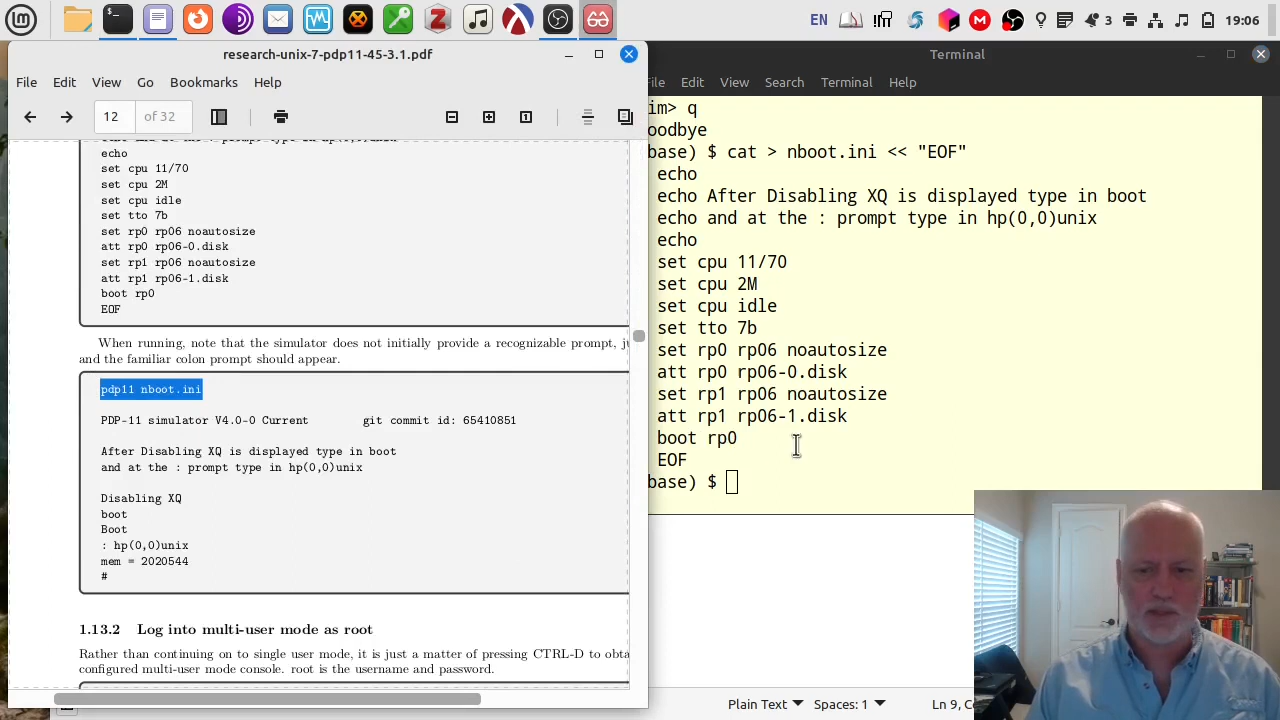 EN
3
19:06
research-unix-7-pdp11-45-3.1.pdf
File Edit View Go Bookmarks Help
12 of 32
echo
set cpu 11/70
set cpu 2M
set cpu idle
set tto 7b
set rp0 rp06 noautosize
att rp0 rp06-0.disk
set rp1 rp06 noautosize
att rp1 rp06-1.disk
boot rp0
EOF
When running, note that the simulator does not initially provide a recognizable prompt,
and the familiar colon prompt should appear.
pdp11 nboot.ini
PDP-11 simulator V4.0-0 Current git commit id: 65410851
After Disabling XQ is displayed type in boot
and at the : prompt type in hp(0,0)unix
Disabling XQ
boot
Boot
: hp(0,0)unix
mem = 2020544
#
1.13.2 Log into multi-user mode as root
Rather than continuing on to single user mode, it is just a matter of pressing CTRL-D to obta
configured multi-user mode console. root is the username and password.
Terminal
File Edit View Search Terminal Help
im> q
oodbye
base) $ cat > nboot.ini << "EOF"
echo
echo After Disabling XQ is displayed type in boot
echo and at the : prompt type in hp(0,0)unix
echo
set cpu 11/70
set cpu 2M
set cpu idle
set tto 7b
set rp0 rp06 noautosize
att rp0 rp06-0.disk
set rp1 rp06 noautosize
att rp1 rp06-1.disk
boot rp0
EOF
base) $
Plain Text Spaces: 1 Ln 9,